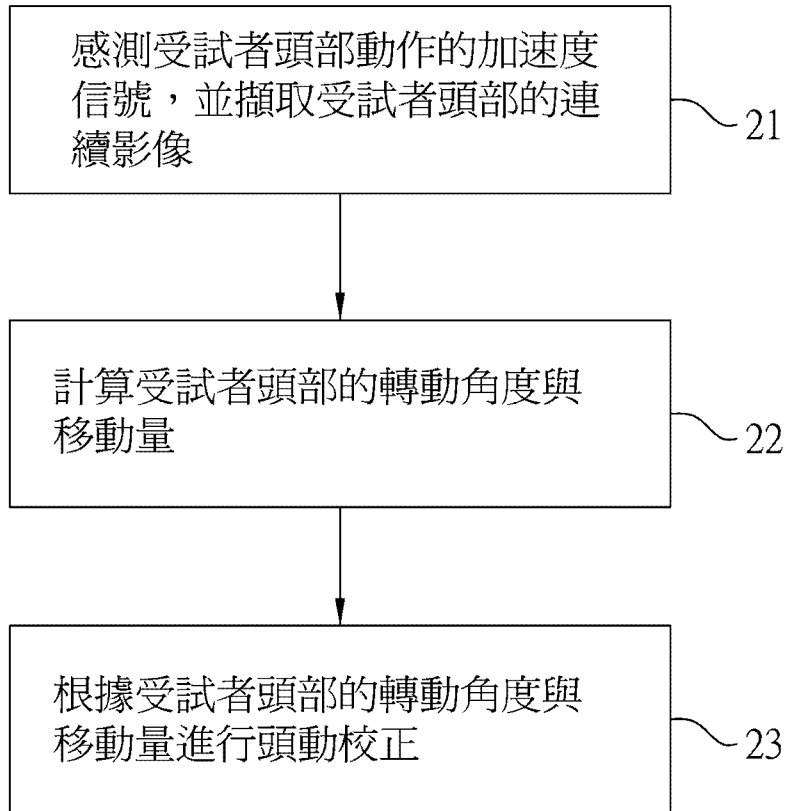 感測受試者頭部動作的加速度
信號，並擷取受試者頭部的連
續影像
21
計算受試者頭部的轉動角度與
移動量
22
根據受試者頭部的轉動角度與
移動量進行頭動校正
23